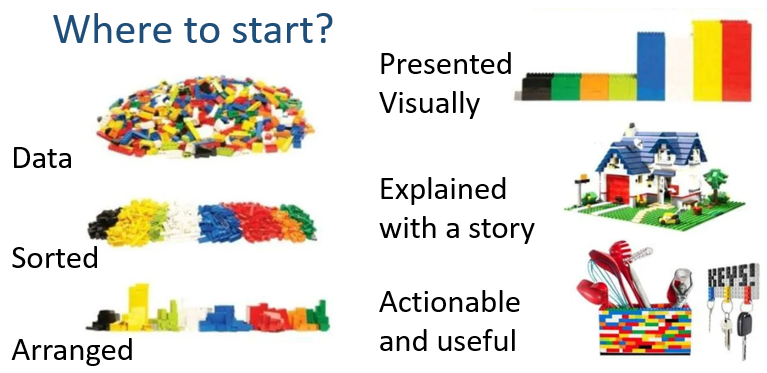 Where to start?
Data
Sorted
Arranged
Presented
Visually
Explained
with a story
Actionable
and useful
KEYS!